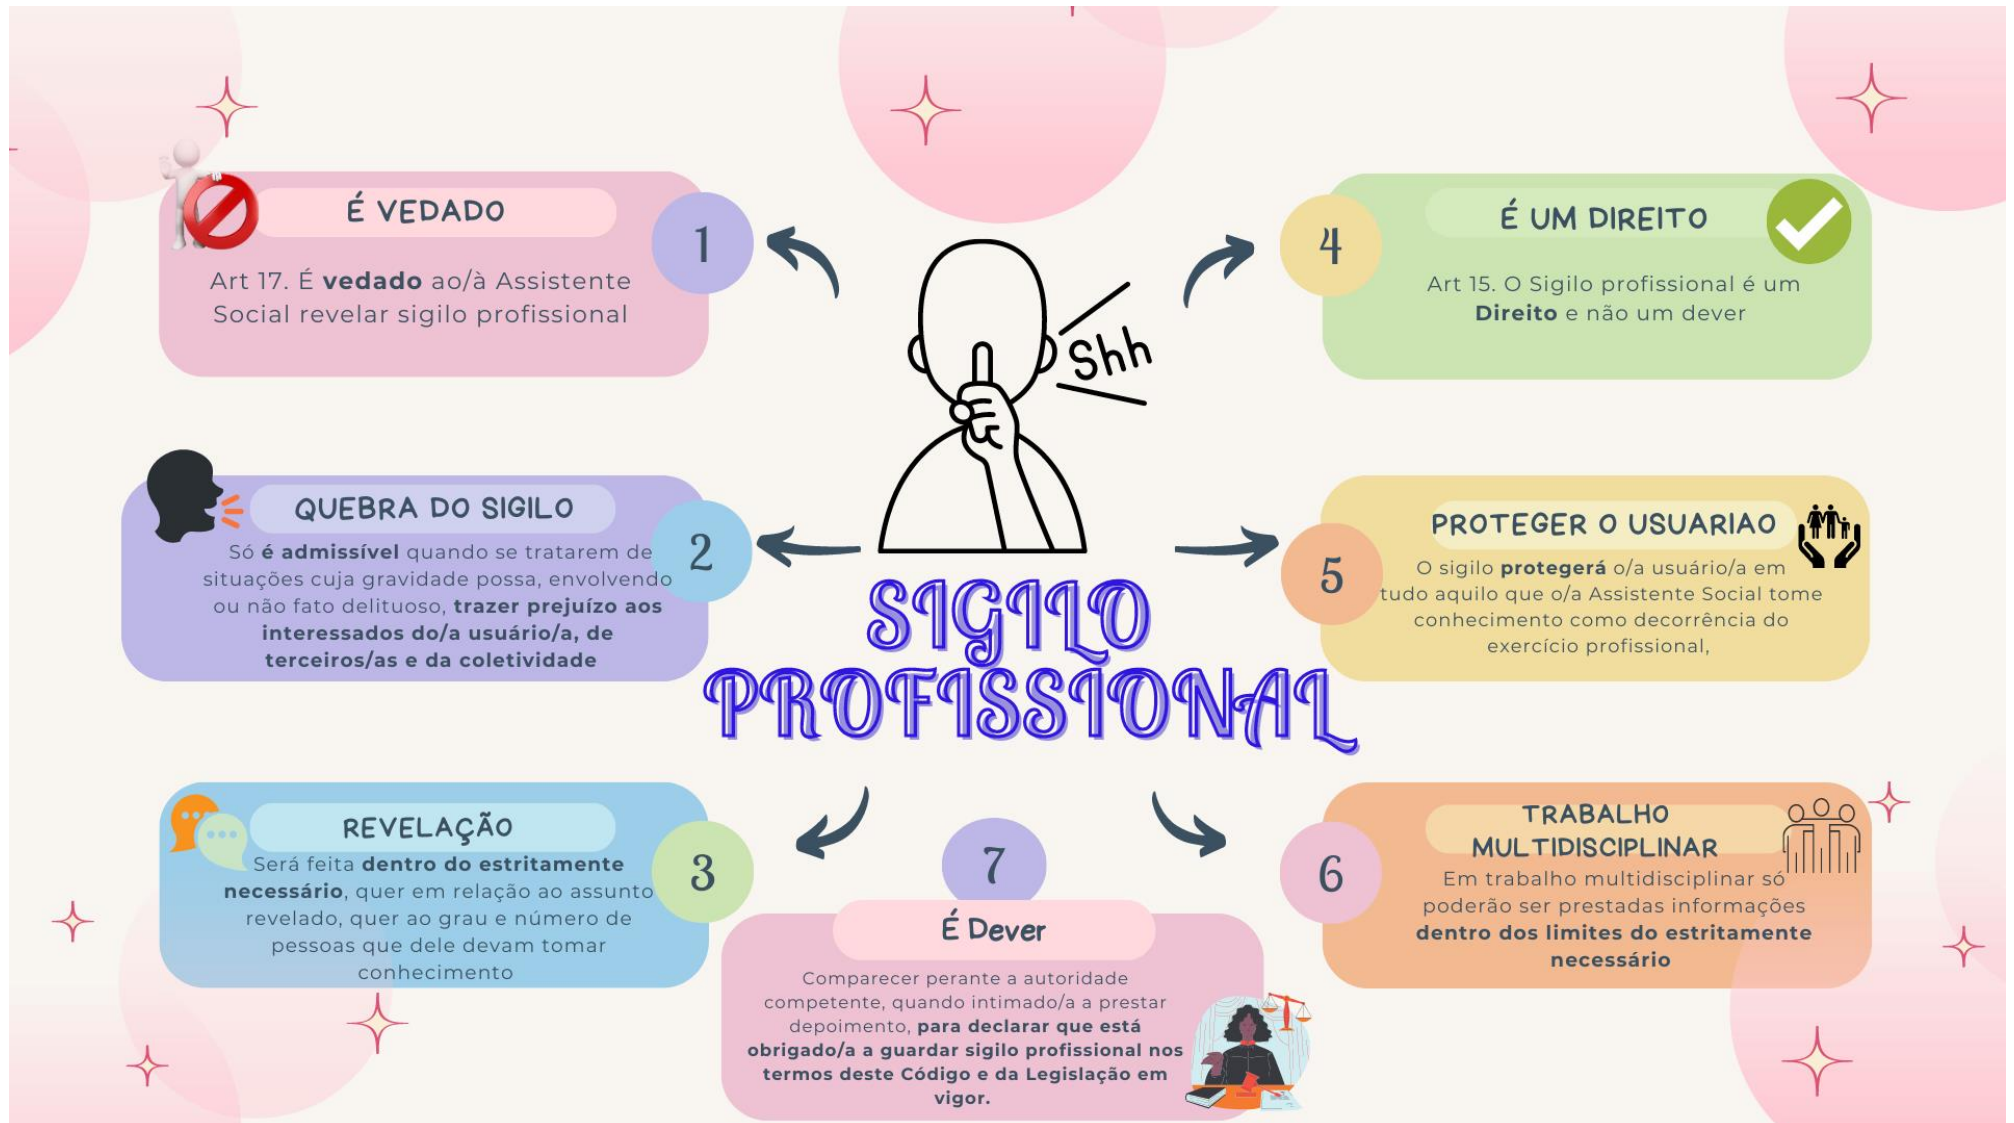 É VEDADO
1
Art 17. É vedado ao/à Assistente
Social revelar sigilo profissional
QUEBRA DO SIGILO
2
Só é admissível quando se tratarem de
situações cuja gravidade possa, envolvendo
ou não fato delituoso, trazer prejuízo aos
interessados do/a usuário/a, de
terceiros/as e da coletividade
REVELAÇÃO
3
Será feita dentro do estritamente
necessário, quer em relação ao assunto
revelado, quer ao grau e número de
pessoas que dele devam tomar
conhecimento
Shh
SIGILO
PROFISSIONAL
4
É UM DIREITO
Art 15. O Sigilo profissional é um
Direito e não um dever
5
PROTEGER O USUARIAO
O sigilo protegerá o/a usuário/a em
tudo aquilo que o/a Assistente Social tome
conhecimento como decorrência do
exercício profissional,
6
TRABALHO
MULTIDISCIPLINAR
Em trabalho multidisciplinar só
poderão ser prestadas informações
dentro dos limites do estritamente
necessário
7
É Dever
Comparecer perante a autoridade
competente, quando intimado/a a prestar
depoimento, para declarar que está
obrigado/a a guardar sigilo profissional nos
termos deste Código e da Legislação em
vigor.